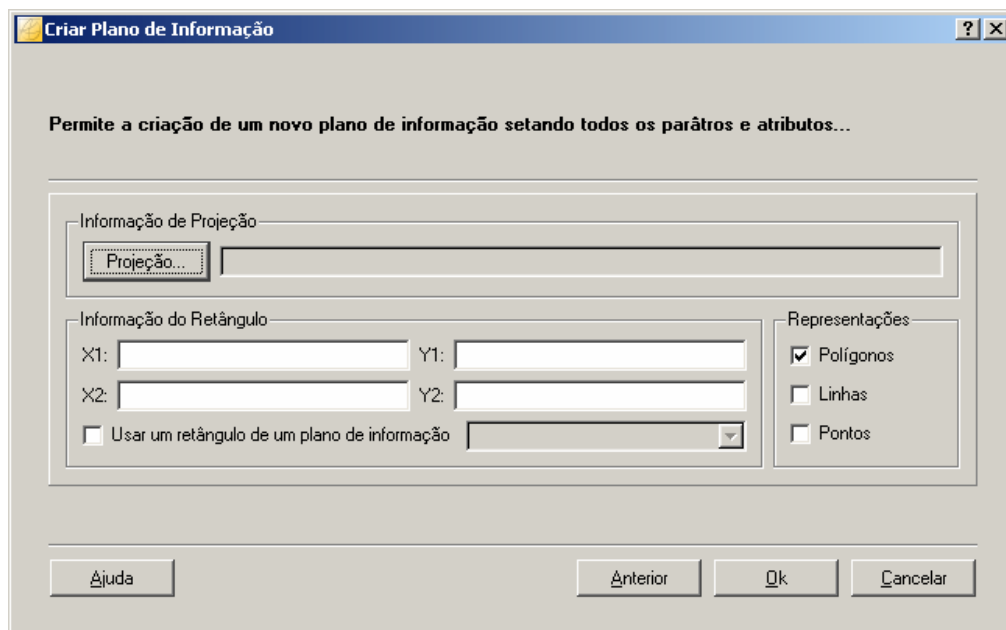 Criar Plano de Informação
Permite a criação de um novo plano de informação setando todos os parâtros e atributos...
Informação de Projeção
Projeção...
Informação do Retângulo
X1:
Y1:
X2:
Y2:
Usar um retângulo de um plano de informação
Representações
Polígonos
Linhas
Pontos
Ajuda
Anterior
Ok
Cancelar